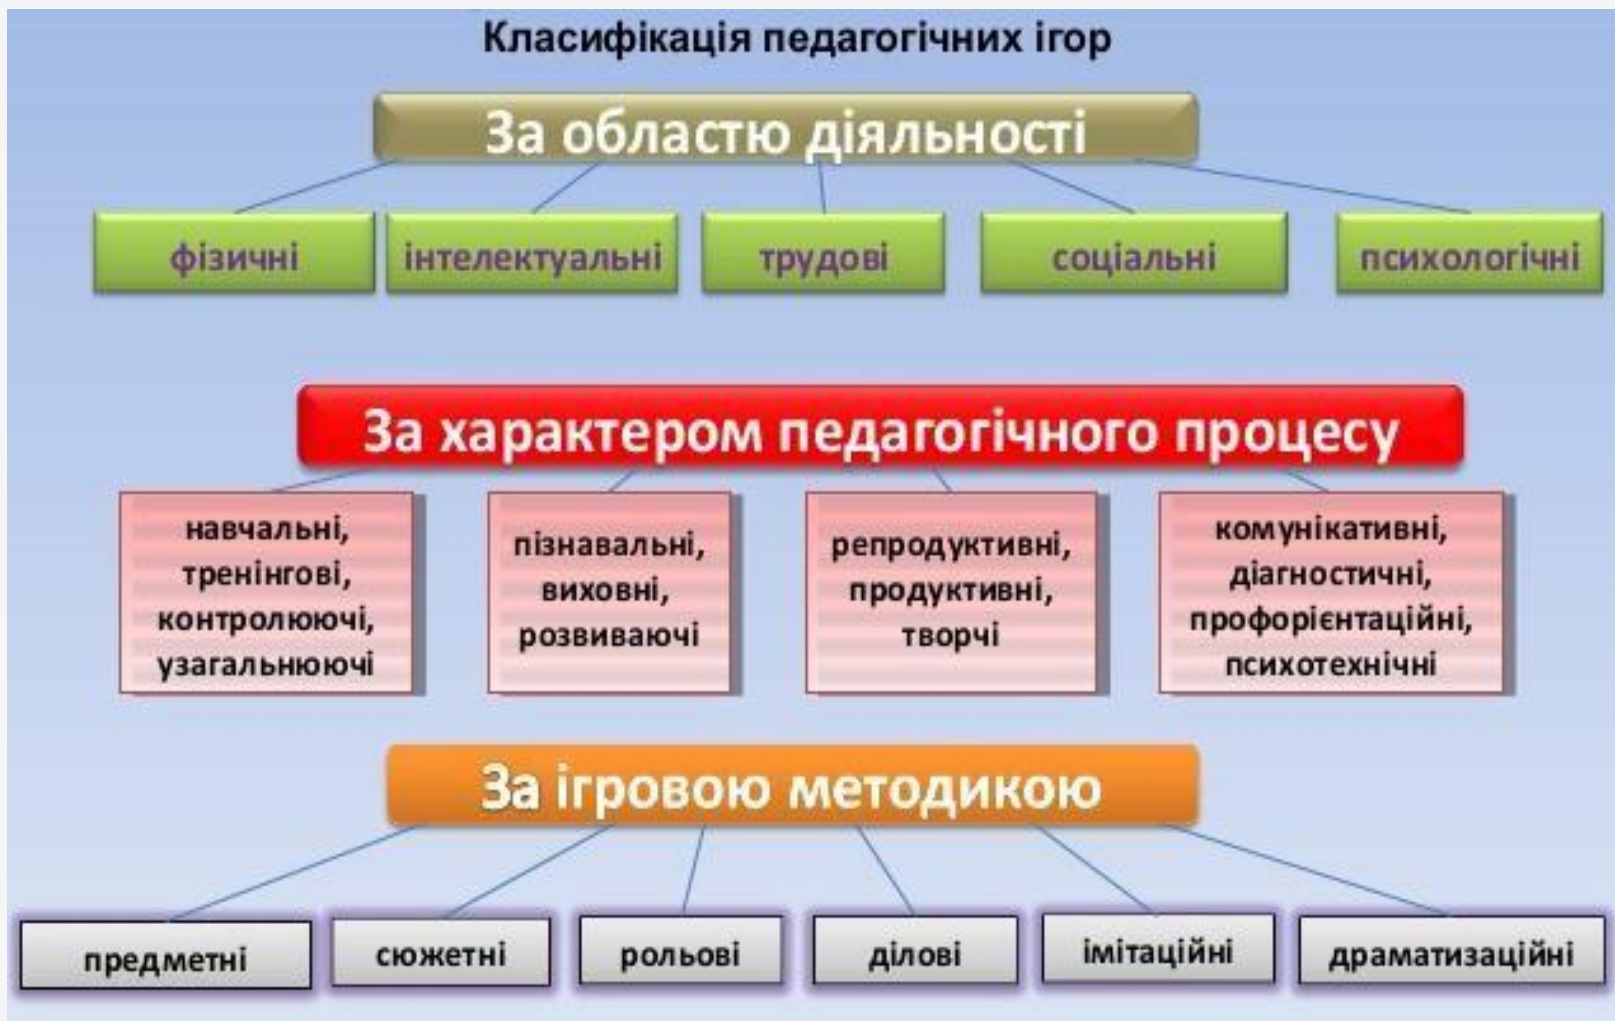 Класифікація педагогічних ігор
За областю діяльності
фізичні
інтелектуальні
трудові
соціальні
психологічні
За характером педагогічного процесу
навчальні,
тренінгові,
контролюючі,
узагальнюючі
пізнавальні,
виховні,
розвиваючі
репродуктивні,
продуктивні,
творчі
комунікативні,
діагностичні,
профорієнтаційні,
психотехнічні
За ігровою методикою
предметні
сюжетні
рольові
ділові
імітаційні
драматизаційні